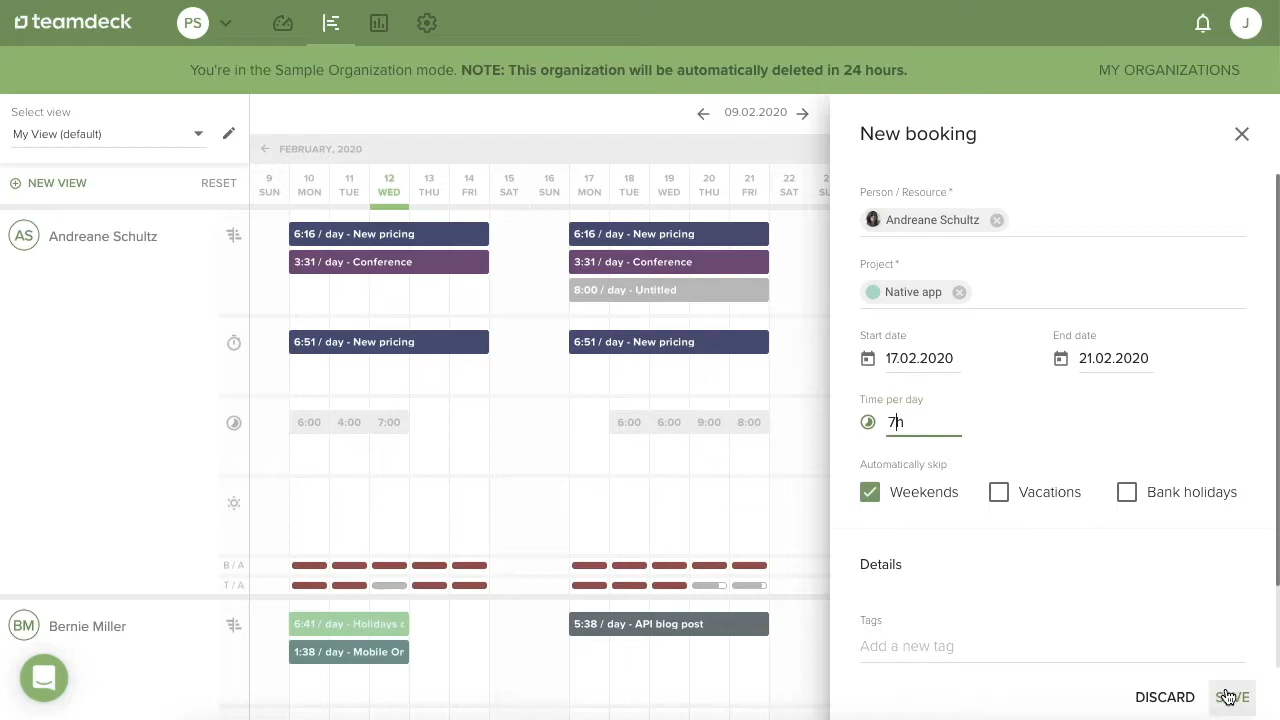 teamdeck
PS
J
You're in the Sample Organization mode. NOTE: This organization will be automatically deleted in 24 hours.
MY ORGANIZATIONS
Select view
My View (default)
NEW VIEW
RESET
09.02.2020
FEBRUARY, 2020
9 10 11 12 13 14 15 16 17 18 19 20 21 22 2
SUN MON TUE WED THU FRI SAT SUN MON TUE WED THU FRI SAT SU
AS
Andreane Schultz
6:16 / day - New pricing
6:16 / day - New pricing
3:31 / day - Conference
3:31 / day - Conference
8:00 / day - Untitled
6:51 / day - New pricing
6:51 / day - New pricing
6:00 4:00 7:00
6:00 6:00 9:00 8:00
B / A
T / A
BM
Bernie Miller
6:41 / day - Holidays c
5:38 / day - API blog post
1:38 / day - Mobile Or
New booking
Person / Resource*
Andreane Schultz
Project*
Native app
Start date
End date
17.02.2020
21.02.2020
Time per day
7h
Automatically skip
Weekends
Vacations
Bank holidays
Details
Tags
Add a new tag
DISCARD
SAVE